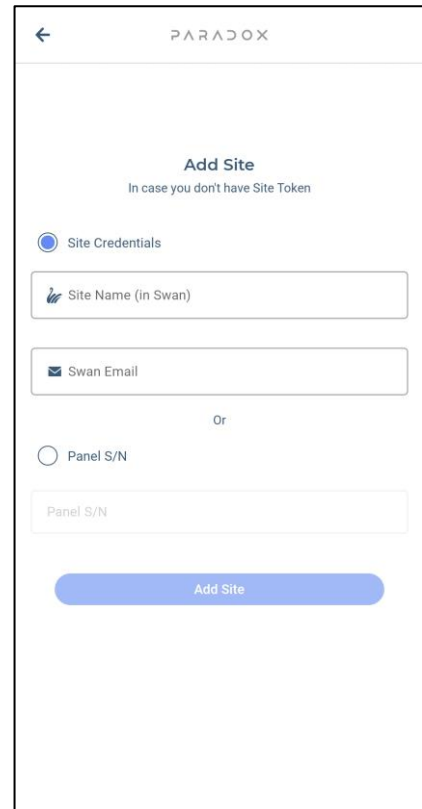 PARADOX
Add Site
In case you don't have Site Token
Site Credentials
Site Name (in Swan)
Swan Email
Or
Panel S/N
Panel S/N
Add Site